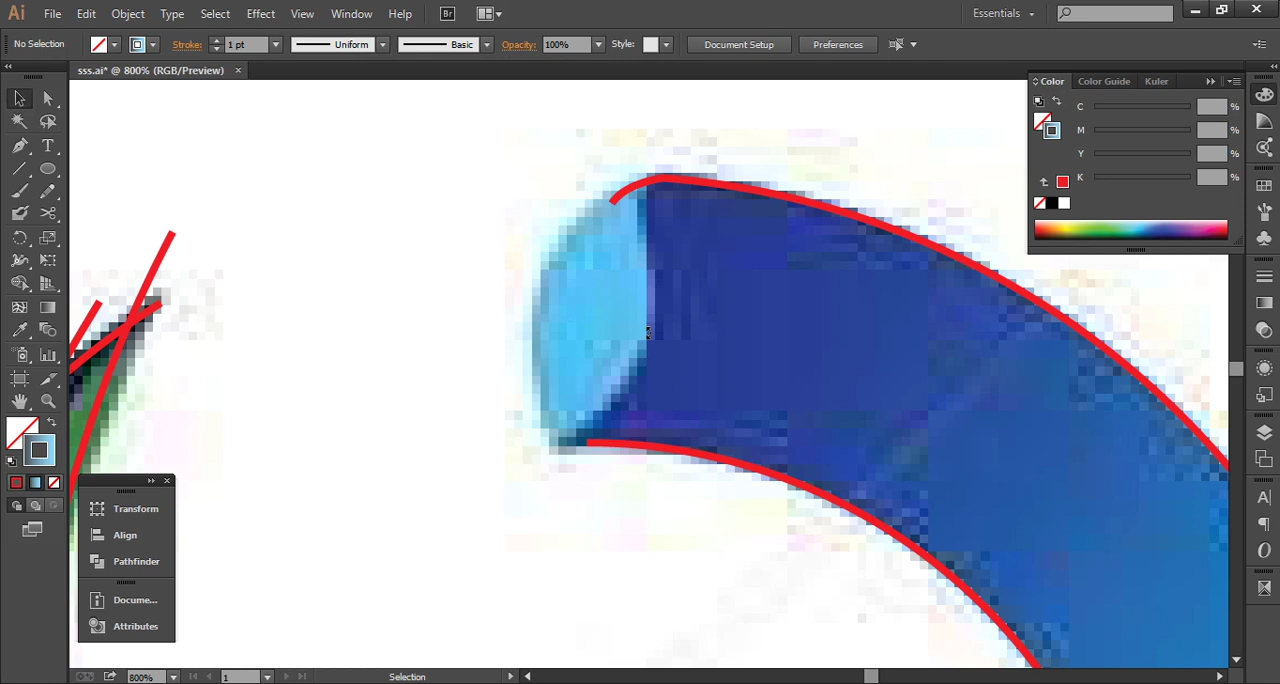 Ai File Edit Object Type Select Effect View Window Help Br Essentials
No Selection Stroke: 1 pt Uniform Basic Opacity: 100% Style: Document Setup Preferences
sss.ai* @ 800% (RGB/Preview) ×
Color Color Guide Kuler
C %
M %
Y %
K %
Transform
Align
Pathfinder
Docume...
Attributes
800% 1 Selection